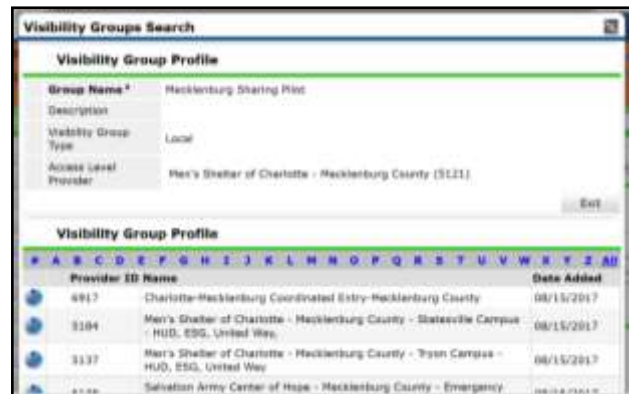 Visibility Groups Search
Visibility Group Profile
Group Name* Mecklenburg Sharing Pilot
Description
Visibility Group
Type
Local
Access Level
Provider
Men's Shelter of Charlotte - Mecklenburg County (5121)
Exit
Visibility Group Profile
# A B C D E F G H I J K L M N O P Q R S T U V W X Y Z All
Provider ID Name Date Added
6917 Charlotte-Mecklenburg Coordinated Entry-Mecklenburg County 08/15/2017
5184 Men's Shelter of Charlotte - Mecklenburg County - Statesville Campus
- HUD, ESG, United Way, 08/15/2017
5137 Men's Shelter of Charlotte - Mecklenburg County - Tryon Campus -
HUD, ESG, United Way 08/15/2017
Salvation Army Center of Hope - Mecklenburg County - Emergency